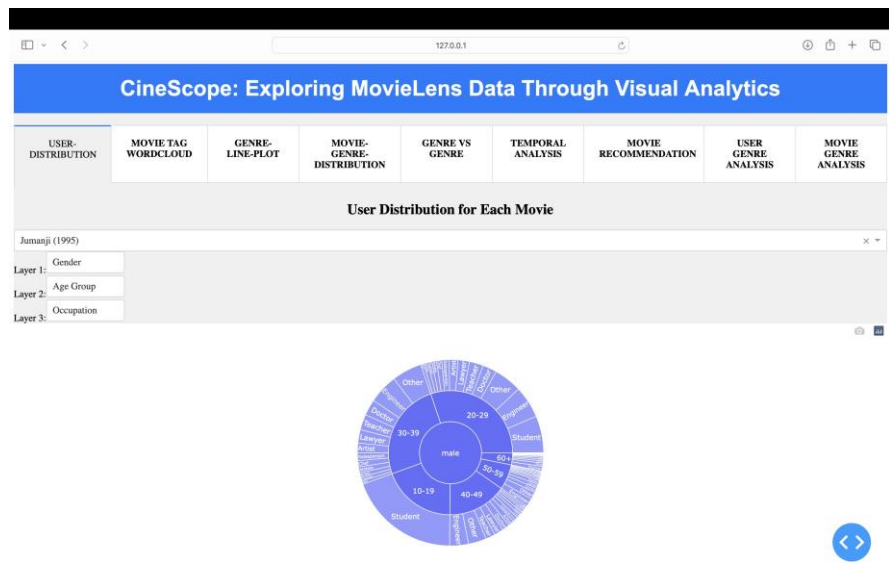 127.0.0.1
CineScope: Exploring MovieLens Data Through Visual Analytics
USER-
DISTRIBUTION
MOVIE TAG
WORDCLOUD
GENRE-
LINE-PLOT
MOVIE-
GENRE-
DISTRIBUTION
GENRE VS
GENRE
TEMPORAL
ANALYSIS
MOVIE
RECOMMENDATION
USER
GENRE
ANALYSIS
MOVIE
GENRE
ANALYSIS
User Distribution for Each Movie
Jumanji (1995)
Layer 1: Gender
Layer 2: Age Group
Layer 3: Occupation
male
20-29
30-39
10-19
40-49
50-59
60+
Artist
Lawyer
Teacher
Doctor
Other
Engineer
Student
Other
Engineer
Doctor
Teacher
Lawyer
Artist
Student
Engineer
Other
Teacher
Lawyer